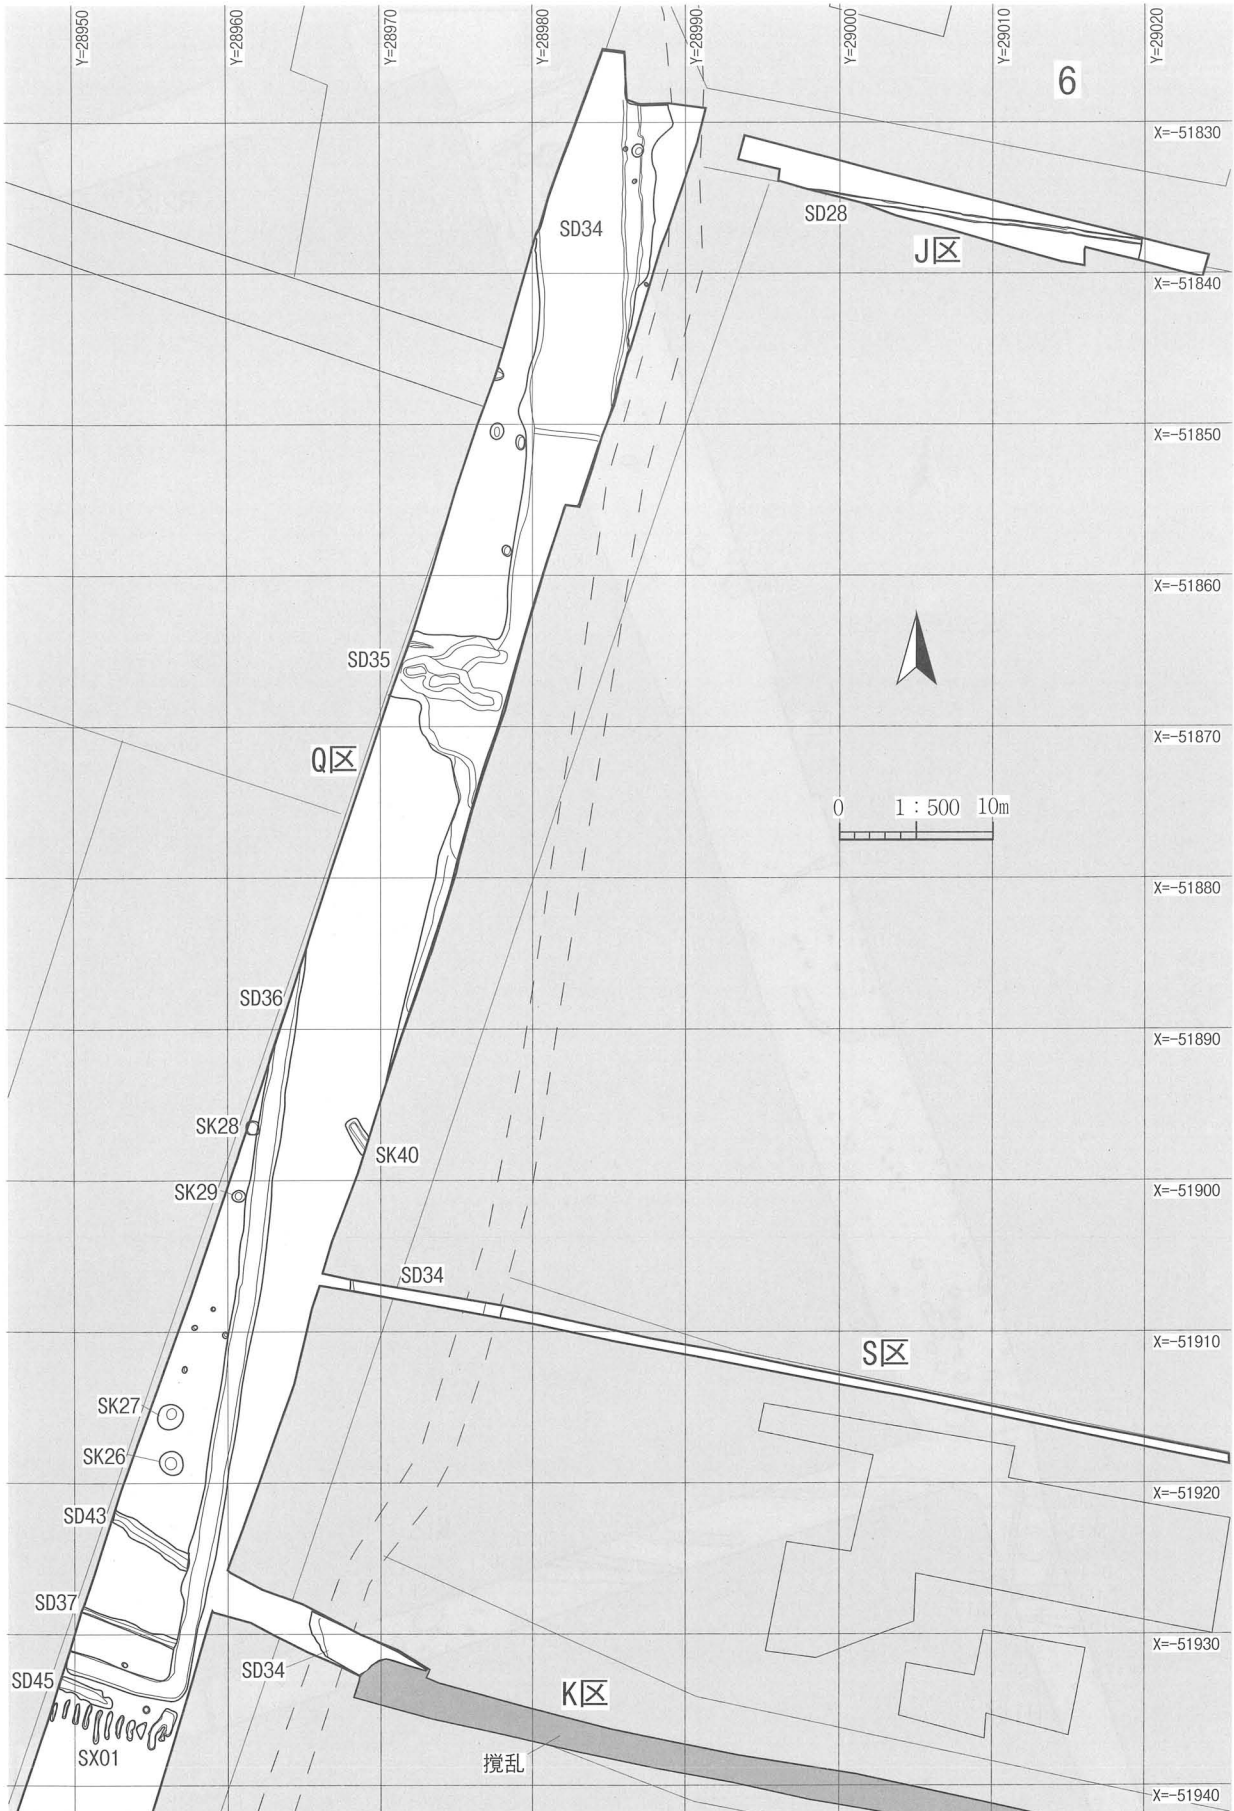 Y=28950
Y=28960
Y=28970
Y=28980
Y=28990
Y=29000
Y=29010
Y=29020
6
X=-51830
SD34
SD28
J区
X=-51840
X=-51850
X=-51860
SD35
X=-51870
Q区
0 1：500 10m
X=-51880
SD36
X=-51890
SK28
SK40
SK29
X=-51900
SD34
X=-51910
S区
SK27
SK26
X=-51920
SD43
SD37
X=-51930
SD34
SD45
K区
SX01
撹乱
X=-51940